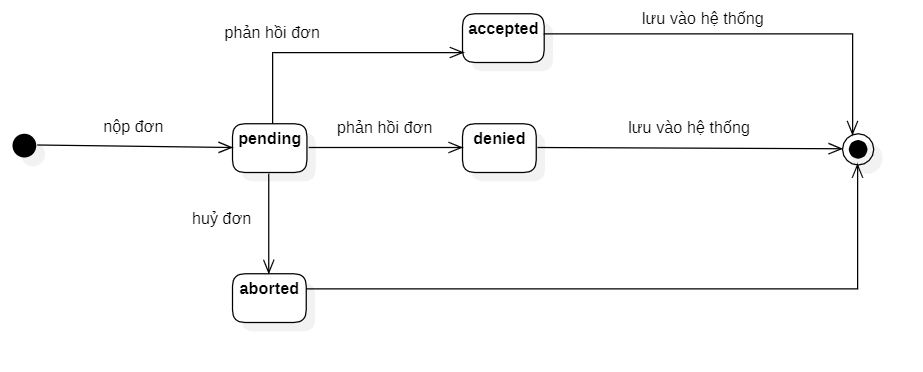 lưu vào hệ thống
accepted
phản hồi đơn
nộp đơn
pending
phản hồi đơn
denied
lưu vào hệ thống
huỷ đơn
aborted